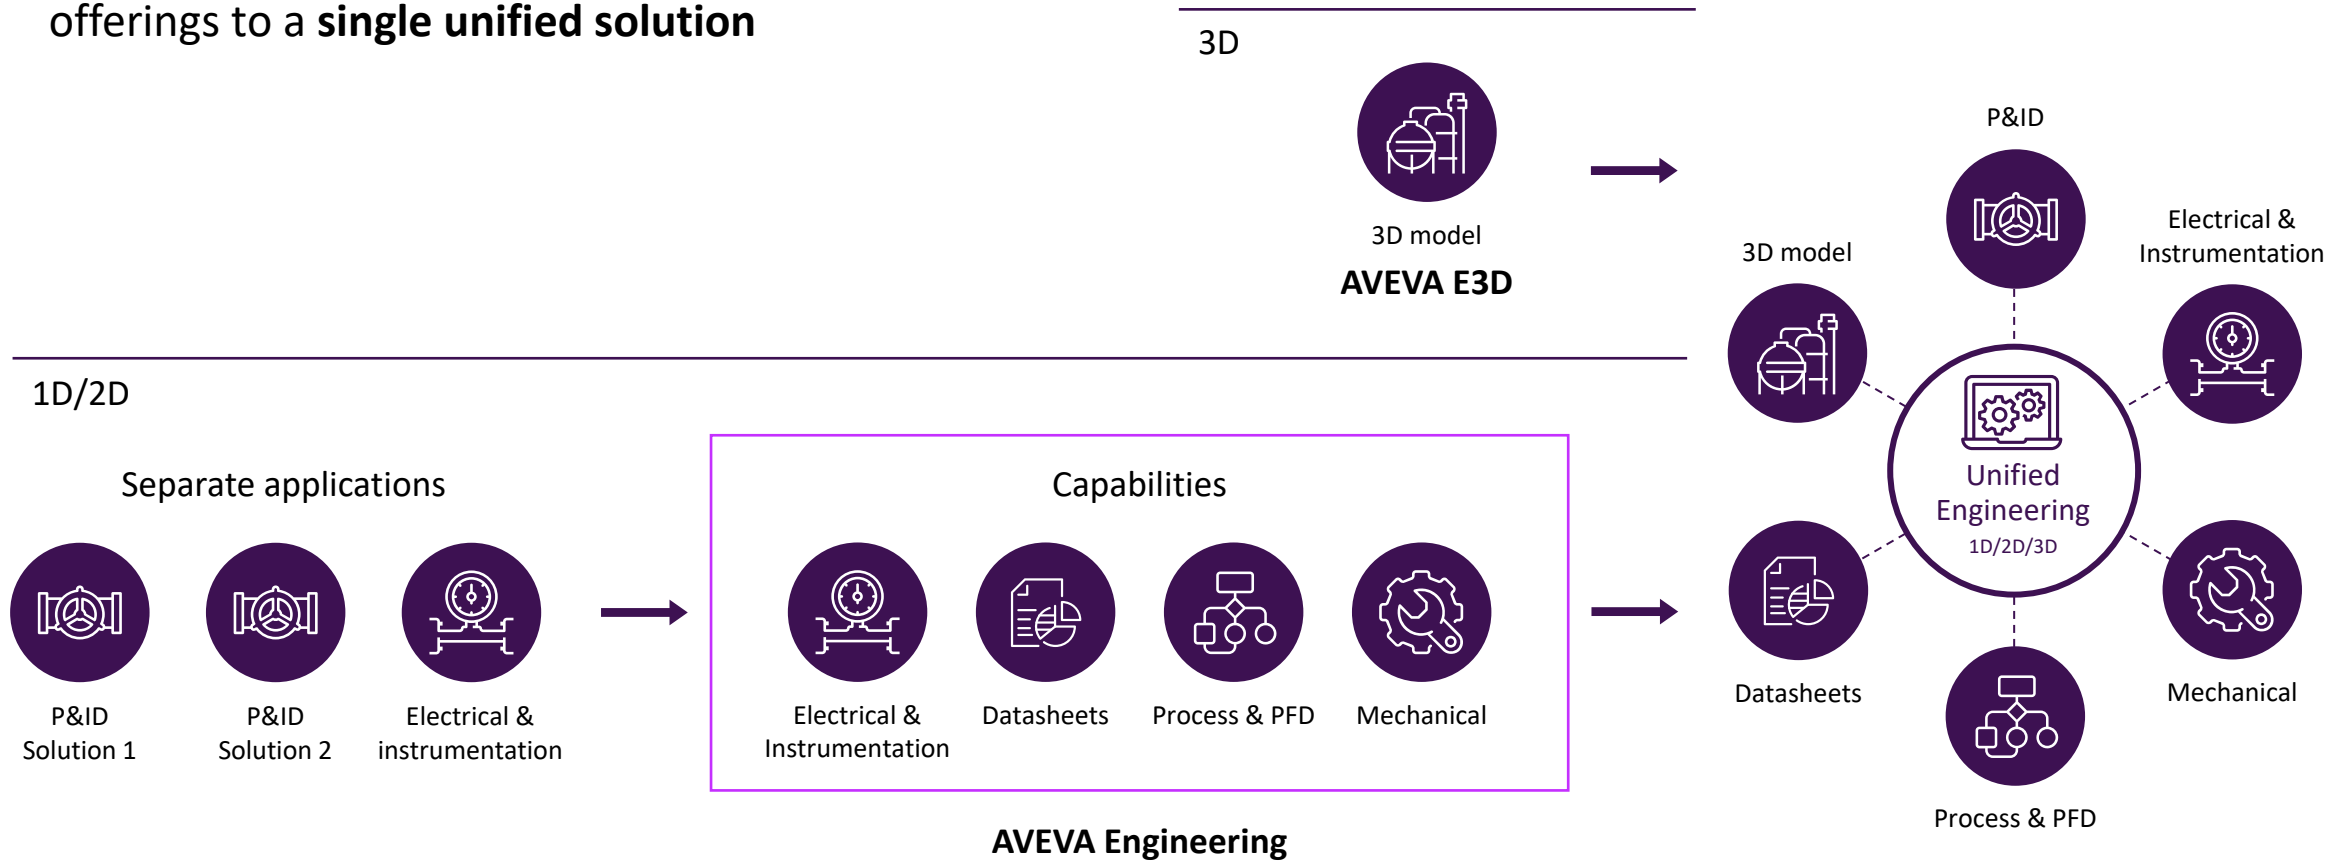 offerings to a single unified solution
3D
3D model
AVEVA E3D
1D/2D
Separate applications
P&ID
Solution 1
P&ID
Solution 2
Electrical &
instrumentation
Capabilities
Electrical &
Instrumentation
Datasheets
Process & PFD
Mechanical
AVEVA Engineering
P&ID
Electrical &
Instrumentation
3D model
Unified
Engineering
1D/2D/3D
Datasheets
Mechanical
Process & PFD